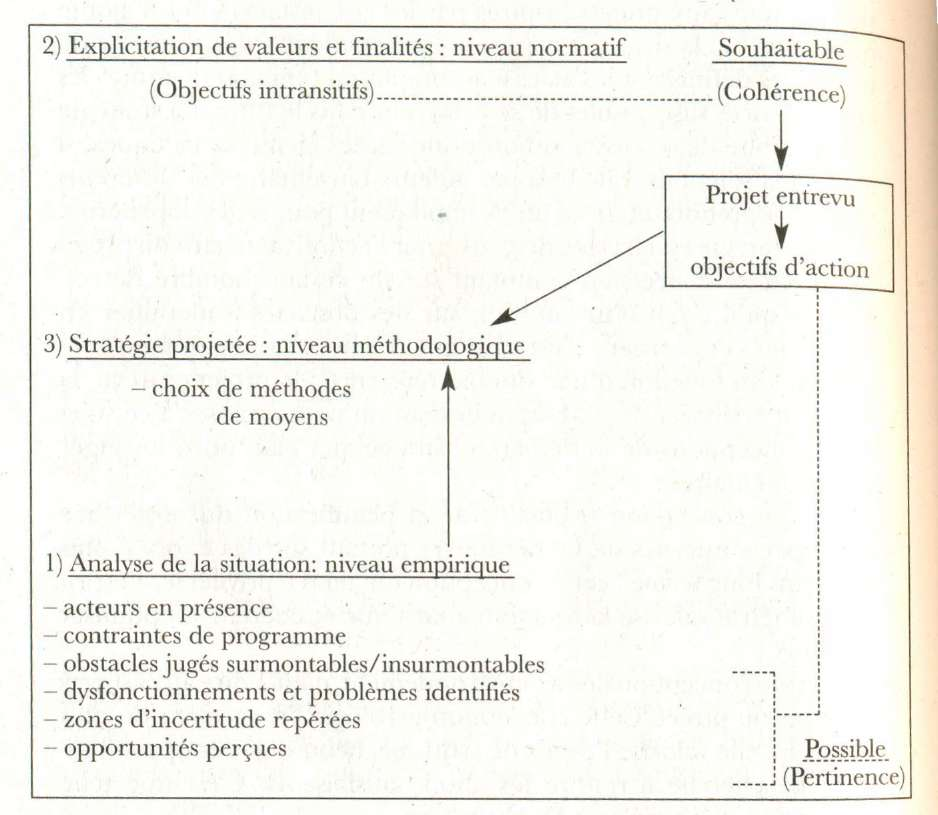 2) Explicitation de valeurs et finalités : niveau normatif Souhaitable
(Objectifs intransitifs) (Cohérence)
Projet entrevu
objectifs d'action
3) Stratégie projetée : niveau méthodologique
– choix de méthodes
de moyens
1) Analyse de la situation: niveau empirique
– acteurs en présence
– contraintes de programme
– obstacles jugés surmontables/insurmontables
– dysfonctionnements et problèmes identifiés
– zones d'incertitude repérées
– opportunités perçues
Possible
(Pertinence)